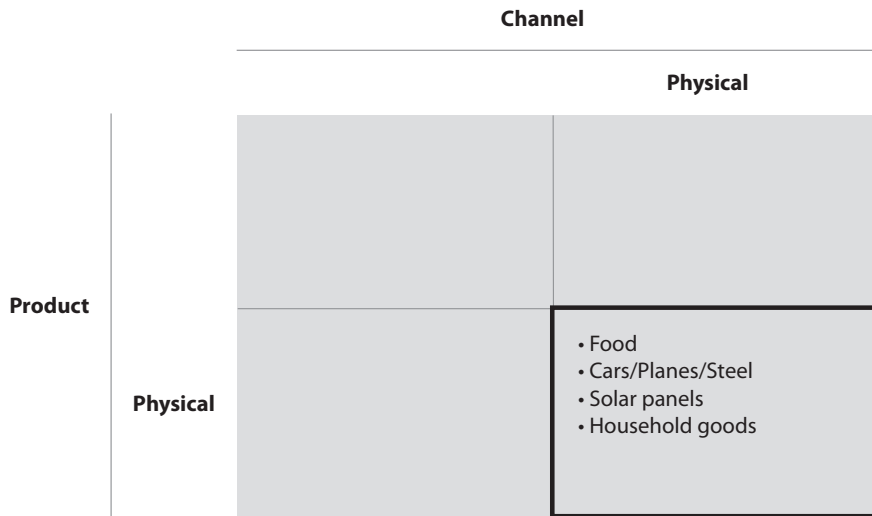 Channel
Physical
Product
Physical
• Food
• Cars/Planes/Steel
• Solar panels
• Household goods